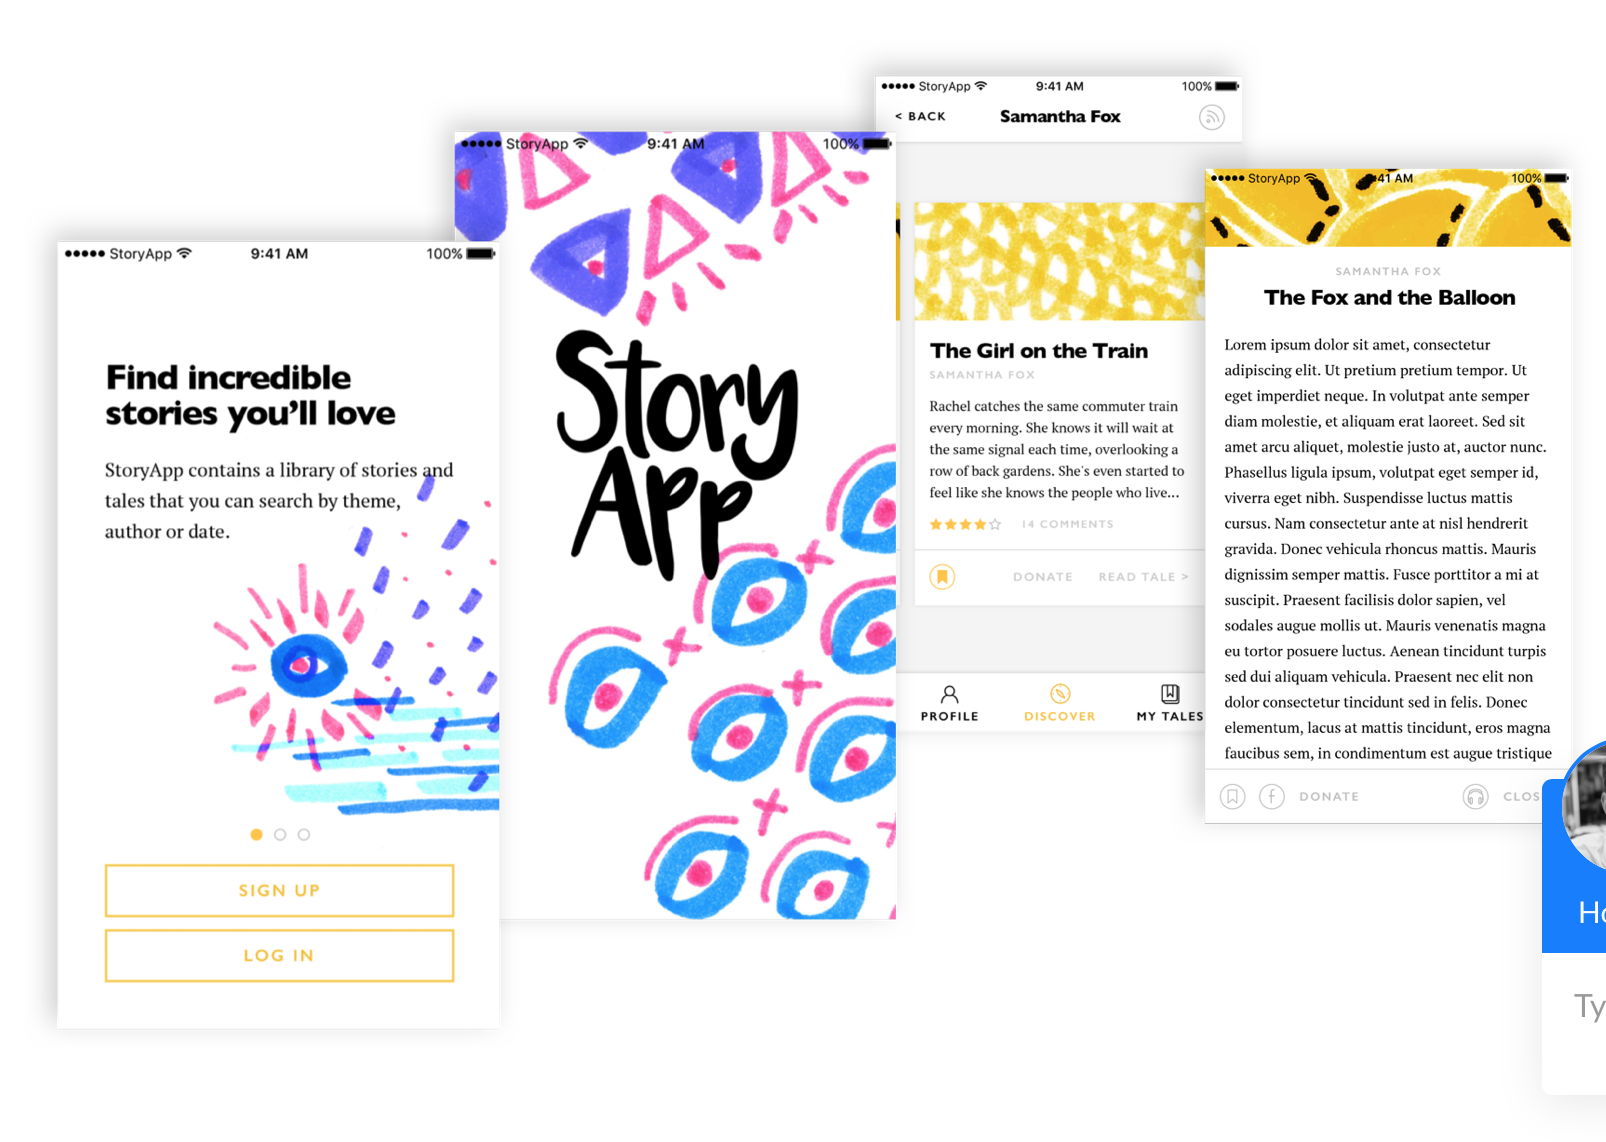 StoryApp
9:41 AM
100%
Find incredible
stories you'll love
StoryApp contains a library of stories and
tales that you can search by theme,
author or date.
SIGN UP
LOG IN
StoryApp
9:41 AM
100%
Story
App
StoryApp
9:41 AM
100%
< BACK
Samantha Fox
The Girl on the Train
SAMANTHA FOX
Rachel catches the same commuter train
every morning. She knows it will wait at
the same signal each time, overlooking a
row of back gardens. She's even started to
feel like she knows the people who live...
14 COMMENTS
DONATE
READ TALE >
PROFILE
DISCOVER
MY TALES
StoryApp
41 AM
100%
SAMANTHA FOX
The Fox and the Balloon
Lorem ipsum dolor sit amet, consectetur
adipiscing elit. Ut pretium pretium tempor. Ut
eget imperdiet neque. In volutpat ante semper
diam molestie, et aliquam erat laoreet. Sed sit
amet arcu aliquet, molestie justo at, auctor nunc.
Phasellus ligula ipsum, volutpat eget semper id,
viverra eget nibh. Suspendisse luctus mattis
cursus. Nam consectetur ante at nisl hendrerit
gravida. Donec vehicula rhoncus mattis. Mauris
dignissim semper mattis. Fusce porttitor a mi at
suscipit. Praesent facilisis dolor sapien, vel
sodales augue mollis ut. Mauris venenatis magna
eu tortor posuere luctus. Aenean tincidunt turpis
sed dui aliquam vehicula. Praesent nec elit non
dolor consectetur tincidunt sed in felis. Donec
elementum, lacus at mattis tincidunt, eros magna
faucibus sem, in condimentum est augue tristique
DONATE
CLOS